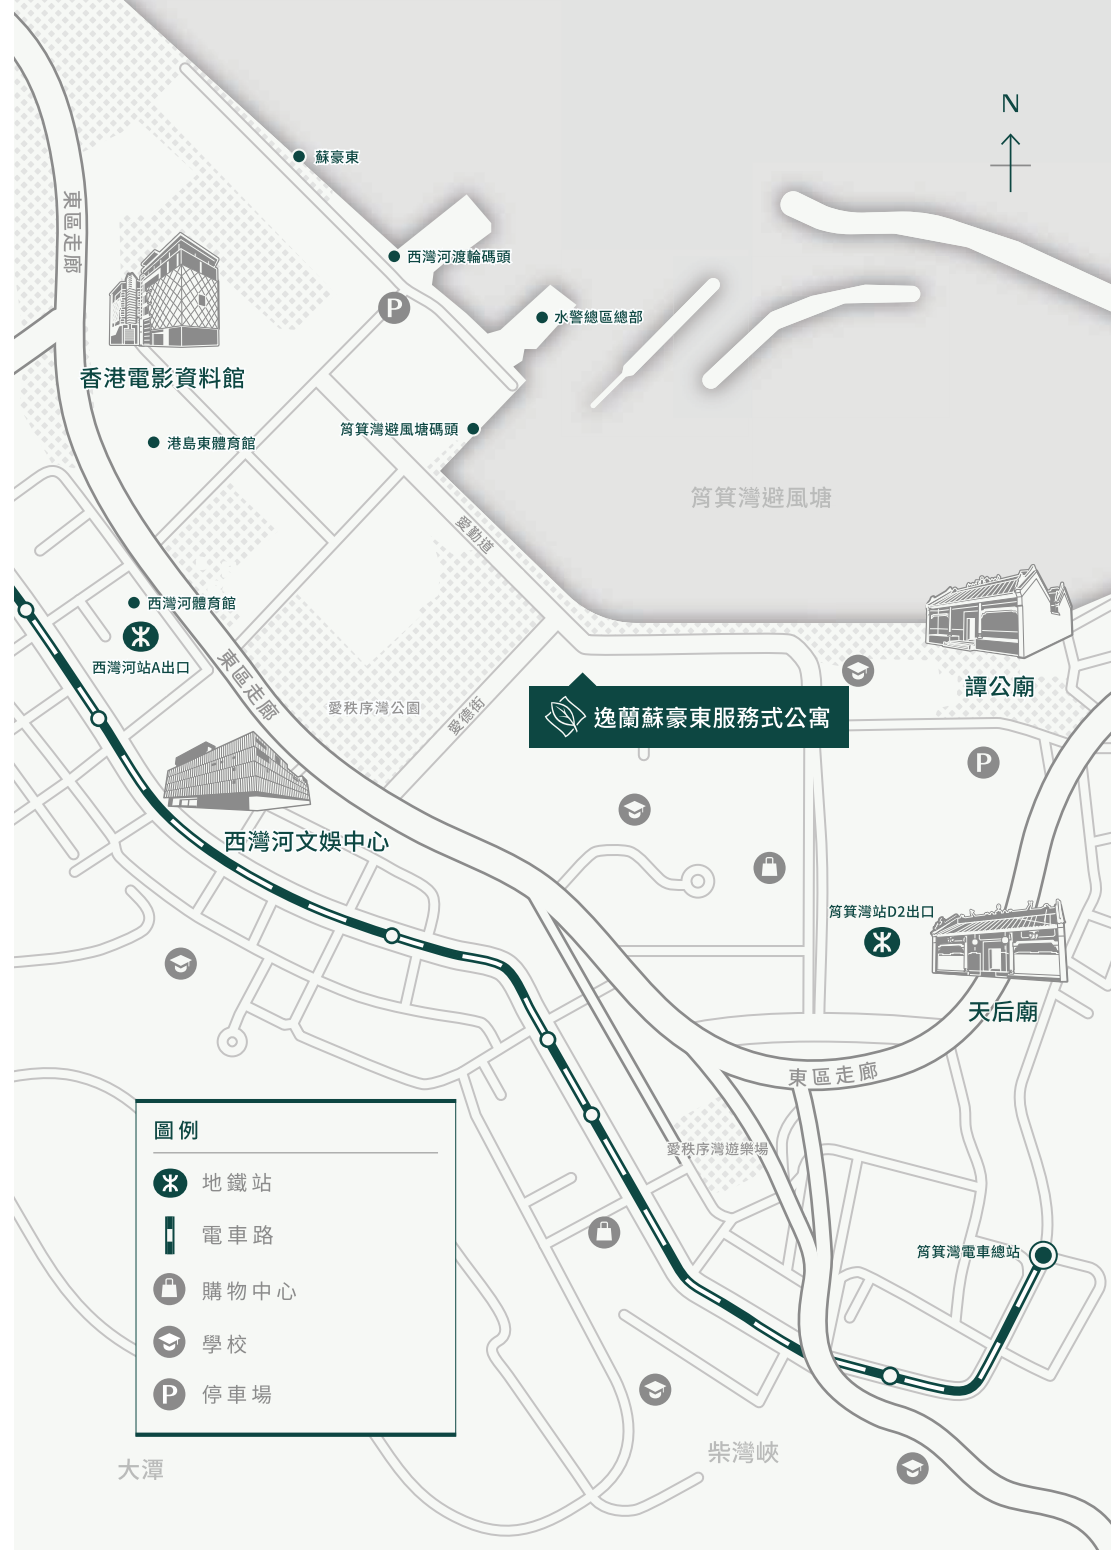 N
蘇豪東
東區走廊
西灣河渡輪碼頭
P
水警總區總部
香港電影資料館
港島東體育館
筲箕灣避風塘碼頭
筲箕灣避風塘
愛勤道
西灣河體育館
西灣河站A出口
東區走廊
愛秩序灣公園
愛德街
譚公廟
逸蘭蘇豪東服務式公寓
P
西灣河文娛中心
筲箕灣站D2出口
天后廟
東區走廊
愛秩序灣遊樂場
圖例
地鐵站
電車路
購物中心
學校
P
停車場
筲箕灣電車總站
柴灣峽
大潭